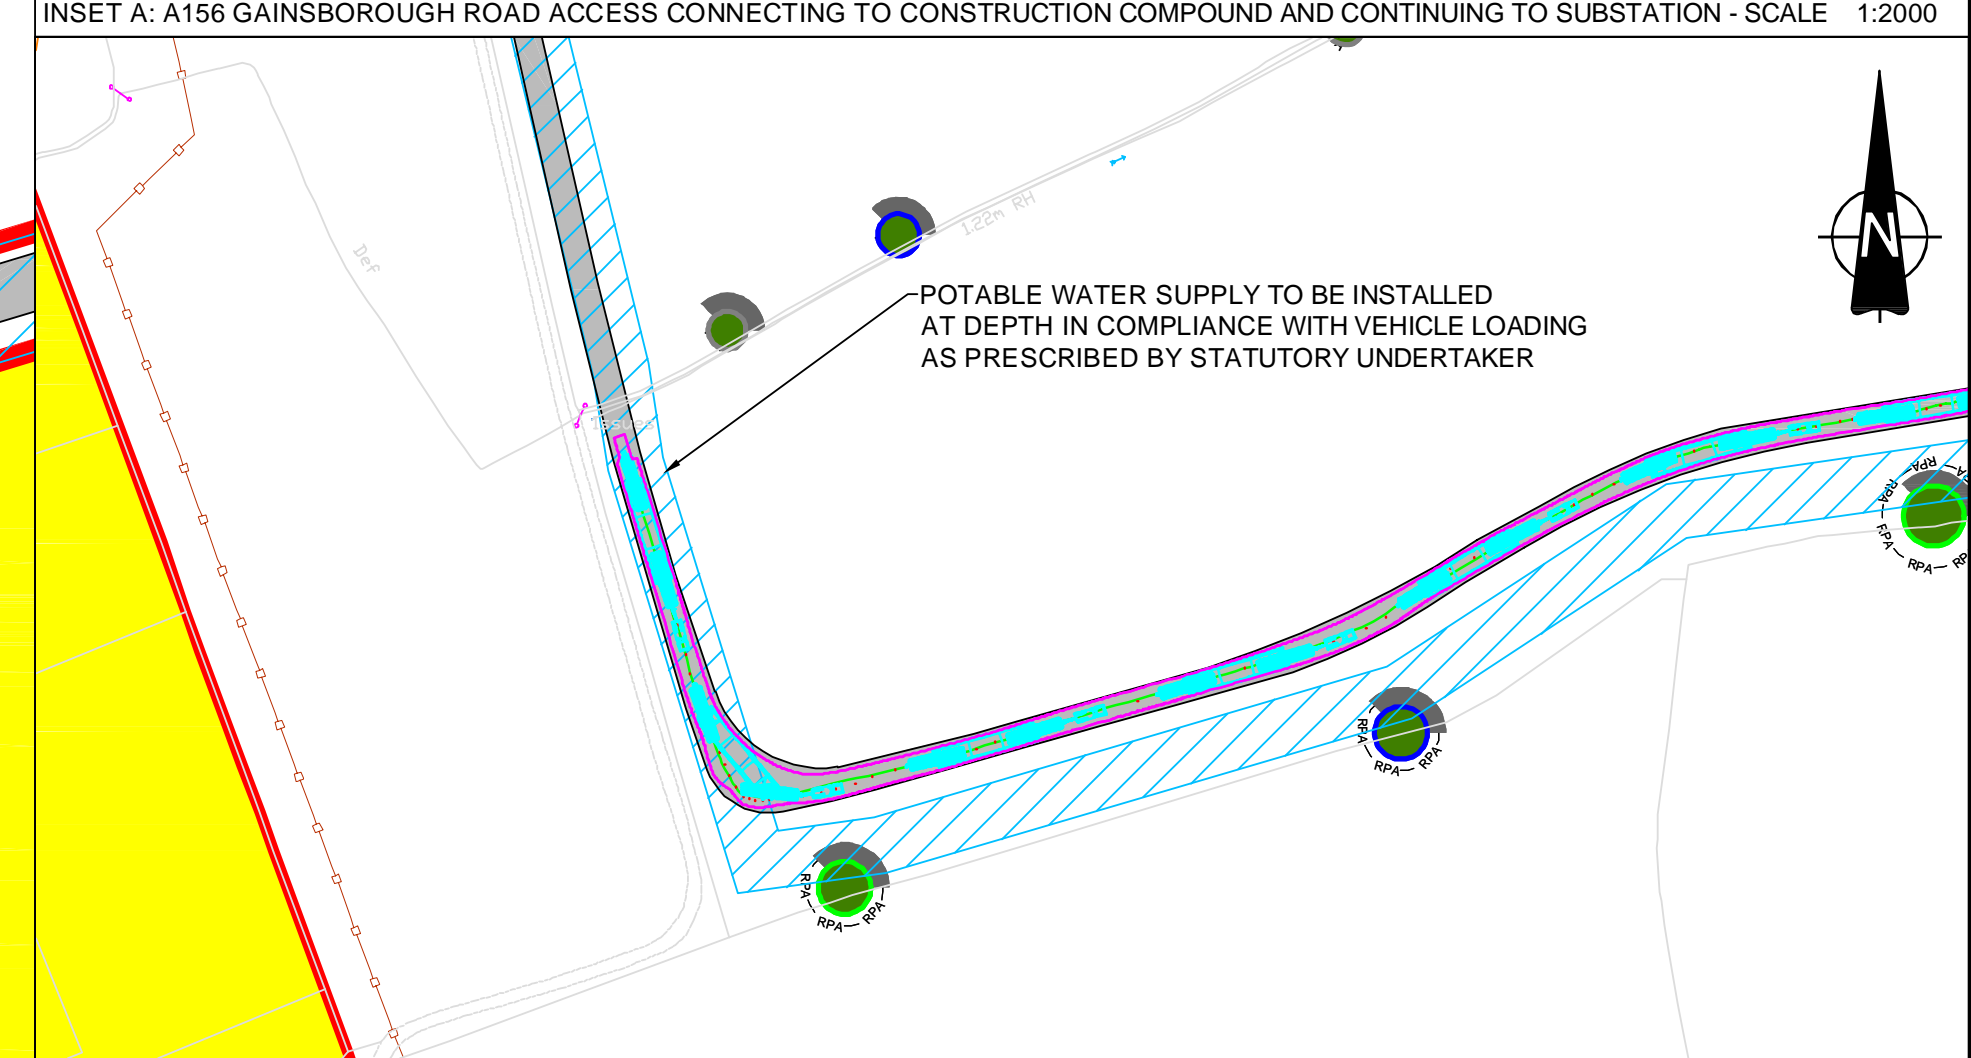 INSET A: A156 GAINSBOROUGH ROAD ACCESS CONNECTING TO CONSTRUCTION COMPOUND AND CONTINUING TO SUBSTATION - SCALE 1:2000
N
1.22m RH
Def
POTABLE WATER SUPPLY TO BE INSTALLED
AT DEPTH IN COMPLIANCE WITH VEHICLE LOADING
AS PRESCRIBED BY STATUTORY UNDERTAKER
Issues
RPA
RPA
RPA
RPA
RPA
RPA
RPA
RPA
RPA
RPA